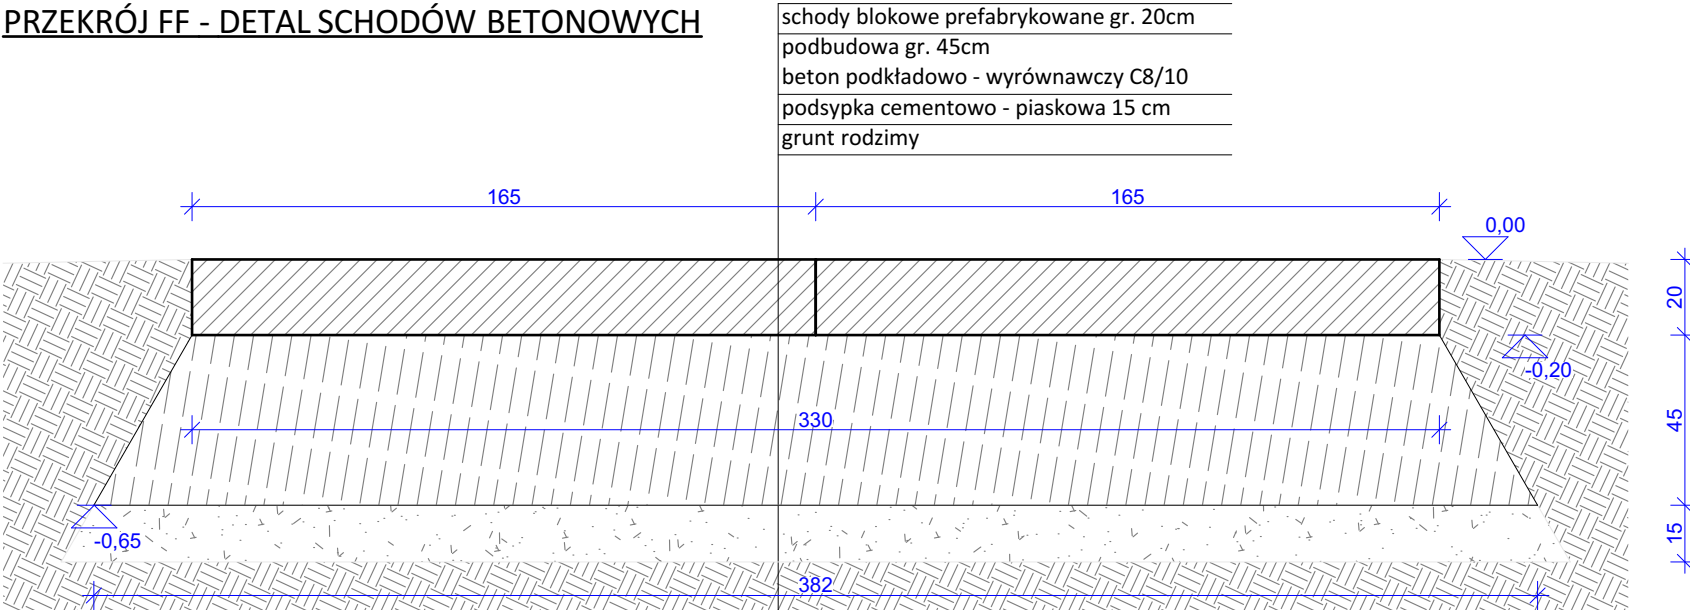 PRZEKRÓJ FF - DETAL SCHODÓW BETONOWYCH
schody blokowe prefabrykowane gr. 20cm
podbudowa gr. 45cm
beton podkładowo - wyrównawczy C8/10
podsypka cementowo - piaskowa 15 cm
grunt rodzimy
165
165
0,00
20
-0,20
330
45
-0,65
15
382